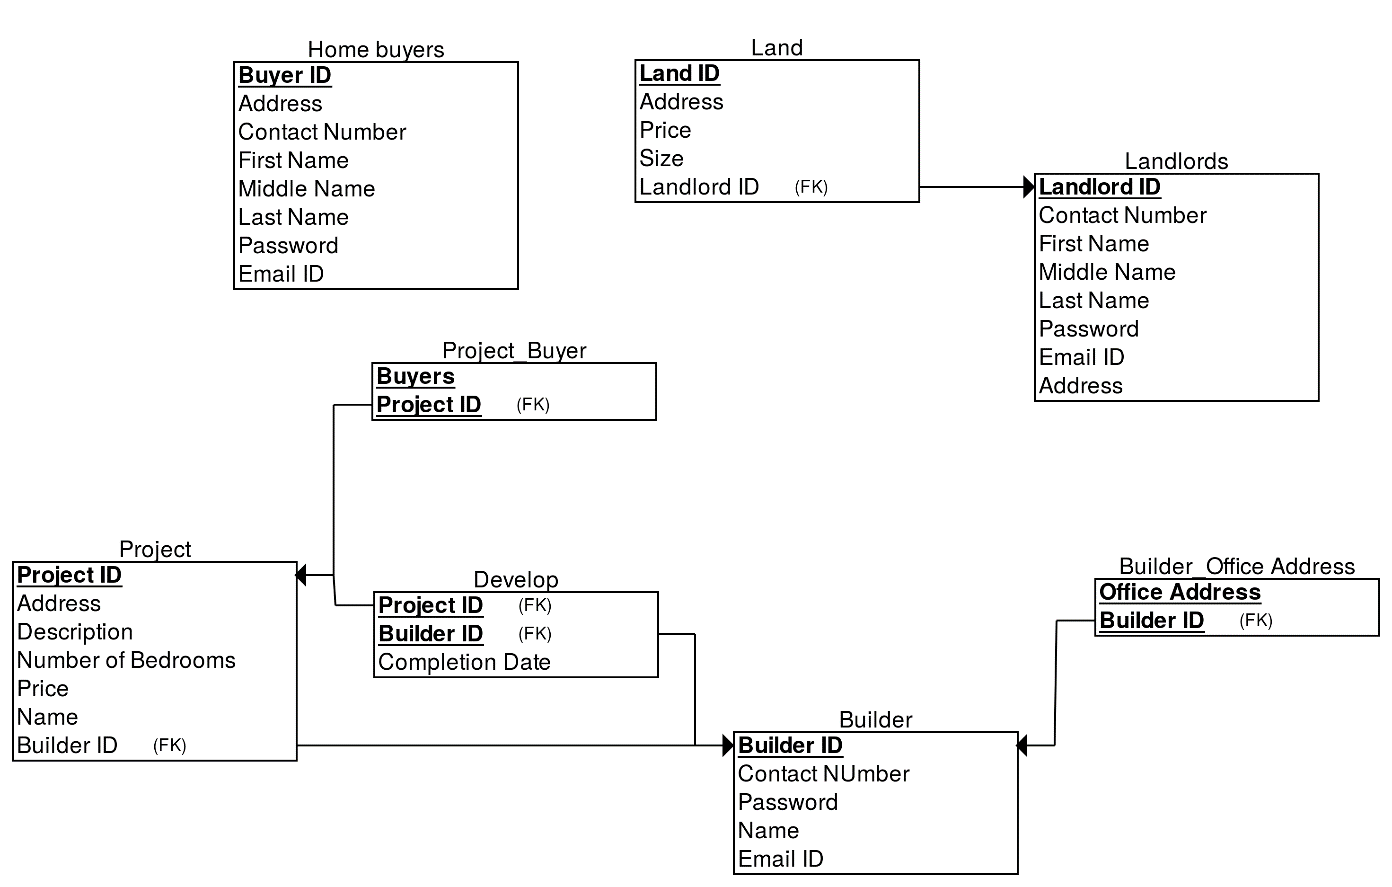 Home buyers
Buyer ID
Address
Contact Number
First Name
Middle Name
Last Name
Password
Email ID
Land
Land ID
Address
Price
Size
Landlord ID (FK)
Landlords
Landlord ID
Contact Number
First Name
Middle Name
Last Name
Password
Email ID
Address
Project_Buyer
Buyers
Project ID (FK)
Project
Project ID
Address
Description
Number of Bedrooms
Price
Name
Builder ID (FK)
Develop
Project ID (FK)
Builder ID (FK)
Completion Date
Builder_Office Address
Office Address
Builder ID (FK)
Builder
Builder ID
Contact NUmber
Password
Name
Email ID